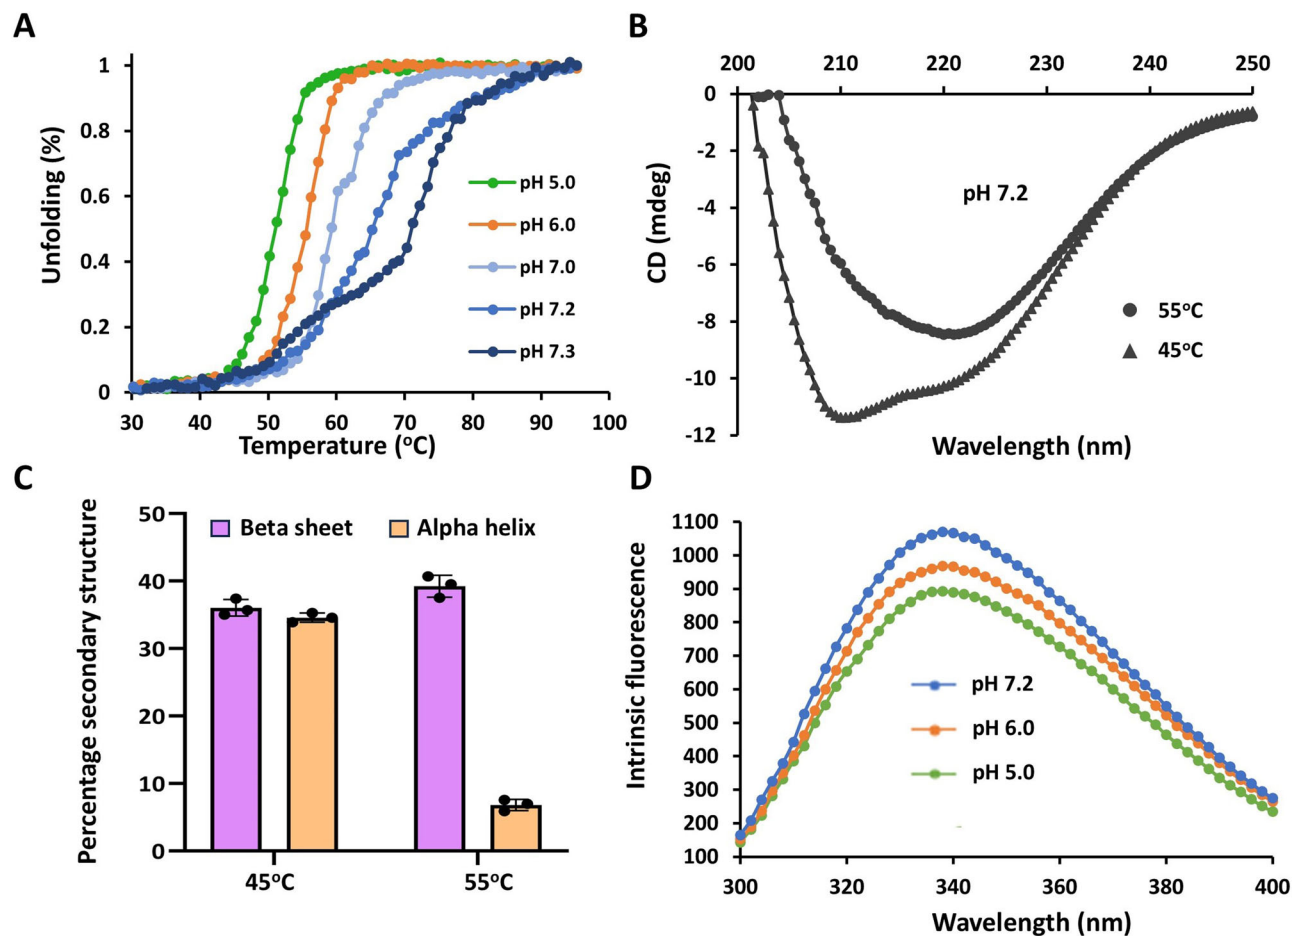 A
Unfolding (%)
1
0.8
0.6
0.4
0.2
0
30 40 50 60 70 80 90 100
Temperature (°C)
pH 5.0
pH 6.0
pH 7.0
pH 7.2
pH 7.3
B
200 210 220 230 240 250
CD (mdeg)
0
-2
-4
-6
-8
-10
-12
pH 7.2
55°C
45°C
Wavelength (nm)
C
Percentage secondary structure
50
40
30
20
10
0
Beta sheet Alpha helix
45°C 55°C
D
Intrinsic fluorescence
1100
1000
900
800
700
600
500
400
300
200
100
pH 7.2
pH 6.0
pH 5.0
300 320 340 360 380 400
Wavelength (nm)